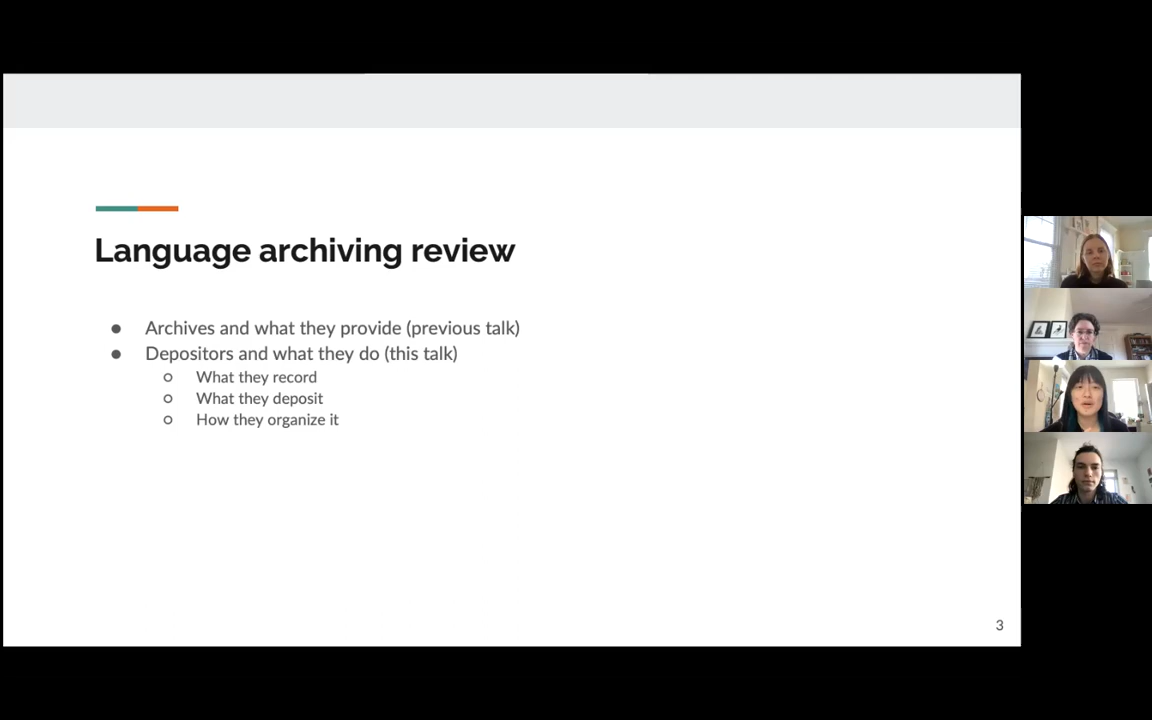 Language archiving review
● Archives and what they provide (previous talk)
● Depositors and what they do (this talk)
○ What they record
○ What they deposit
○ How they organize it
3